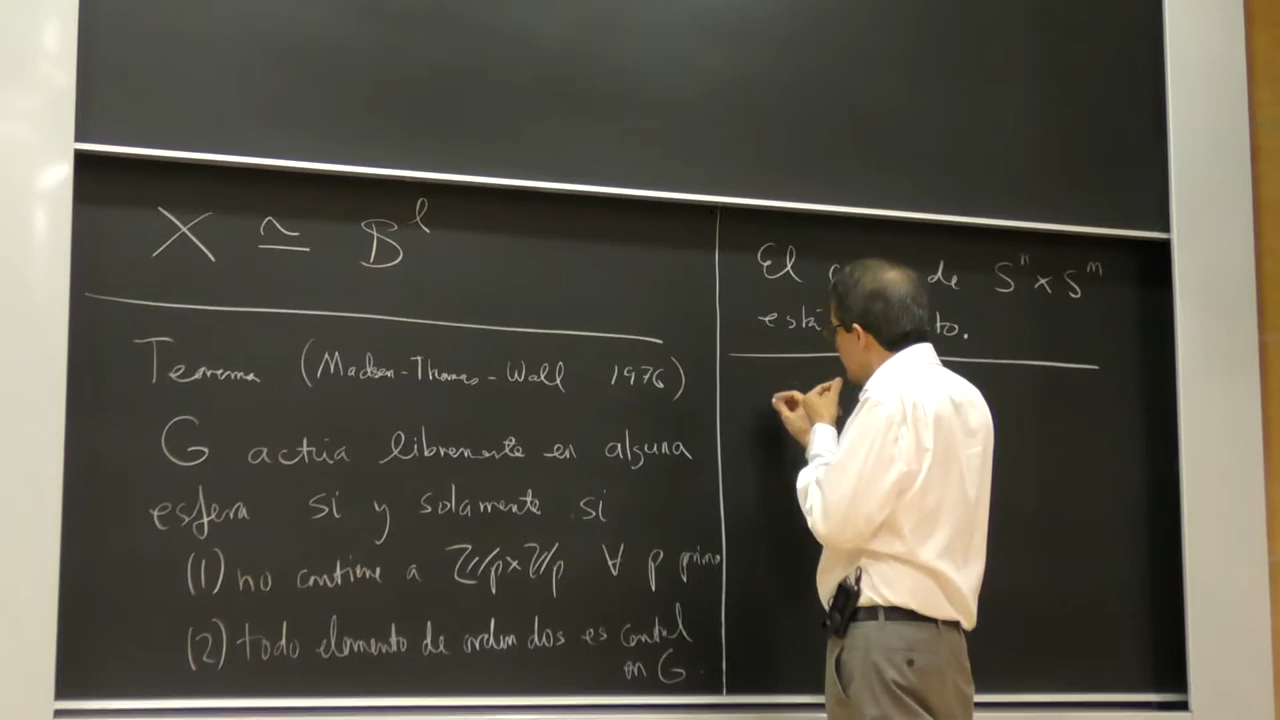 X ≅ S^l
Teorema (Madsen-Thomas-Wall 1976)
G actúa libremente en alguna
esfera si y solamente si
(1) no contiene a Z/p×Z/p ∀ p primo
(2) todo elemento de orden dos es central
en G.
El de S^n × S^m
está